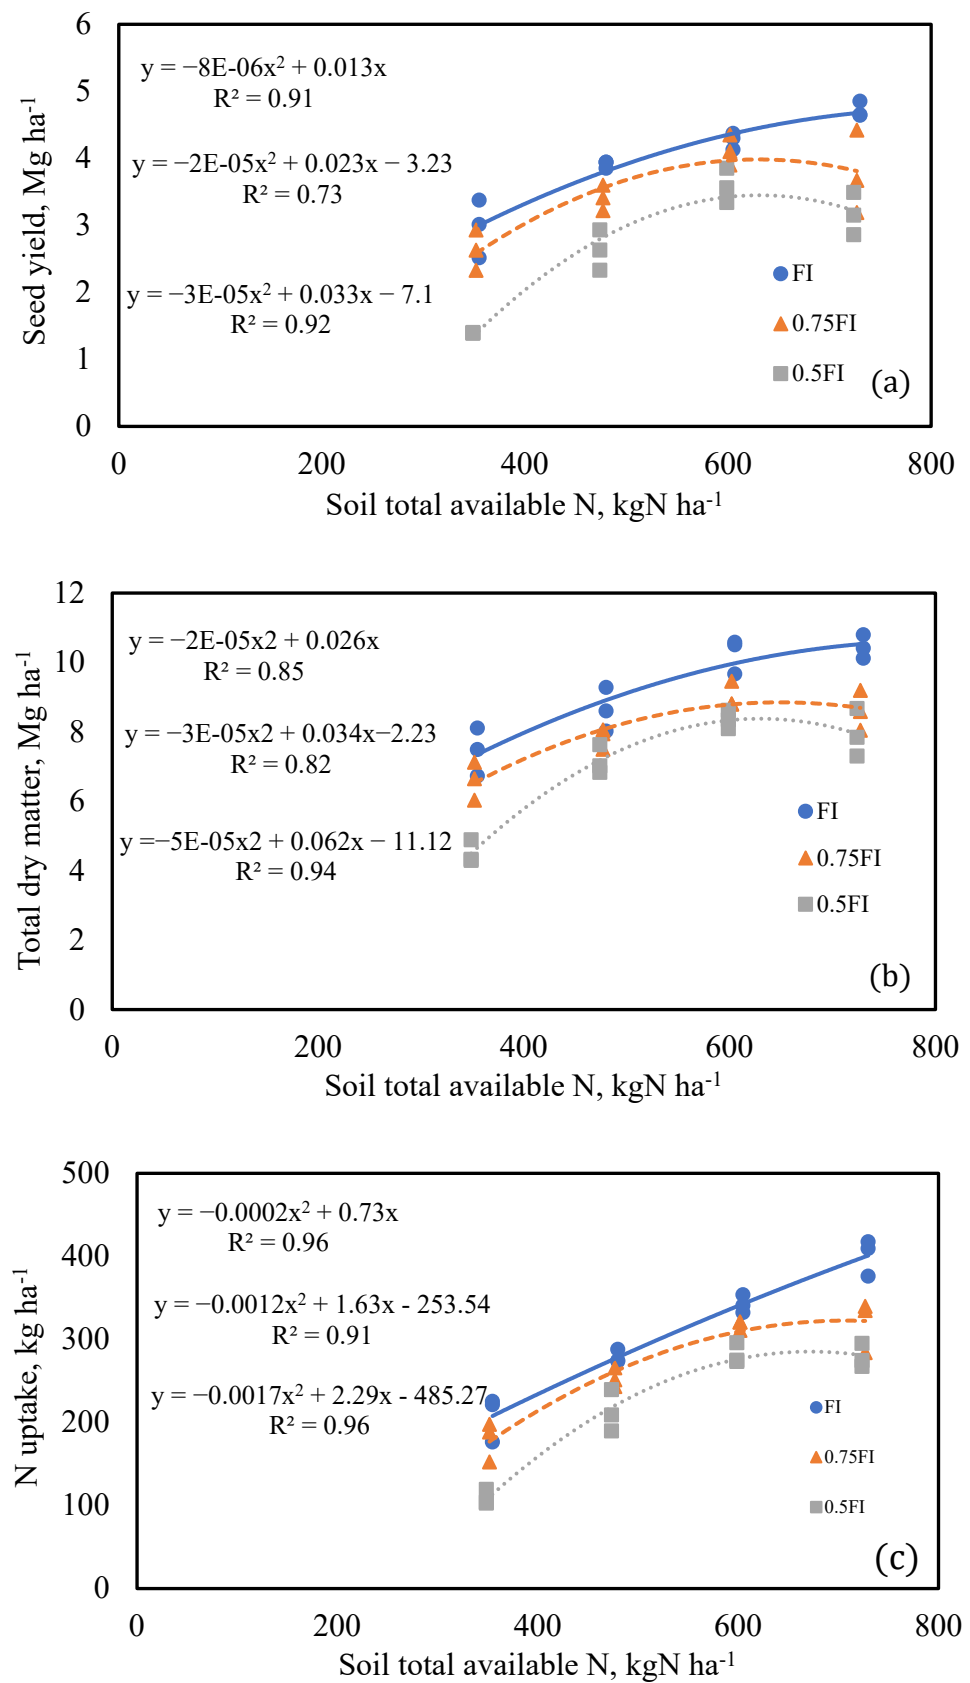 6
5
4
3
2
1
0
Seed yield, Mg ha⁻¹
y = −8E-06x² + 0.013x
R² = 0.91
y = −2E-05x² + 0.023x − 3.23
R² = 0.73
y = −3E-05x² + 0.033x − 7.1
R² = 0.92
FI
0.75FI
0.5FI
(a)
0 200 400 600 800
Soil total available N, kgN ha⁻¹
12
10
8
6
4
2
0
Total dry matter, Mg ha⁻¹
y = −2E-05x2 + 0.026x
R² = 0.85
y = −3E-05x2 + 0.034x−2.23
R² = 0.82
y =−5E-05x2 + 0.062x − 11.12
R² = 0.94
FI
0.75FI
0.5FI
(b)
0 200 400 600 800
Soil total available N, kgN ha⁻¹
500
400
300
200
100
0
N uptake, kg ha⁻¹
y = −0.0002x² + 0.73x
R² = 0.96
y = −0.0012x² + 1.63x - 253.54
R² = 0.91
y = −0.0017x² + 2.29x - 485.27
R² = 0.96
FI
0.75FI
0.5FI
(c)
0 200 400 600 800
Soil total available N, kgN ha⁻¹